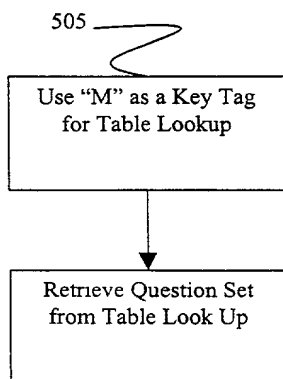 505
Use “M” as a Key Tag
for Table Lookup
Retrieve Question Set
from Table Look Up